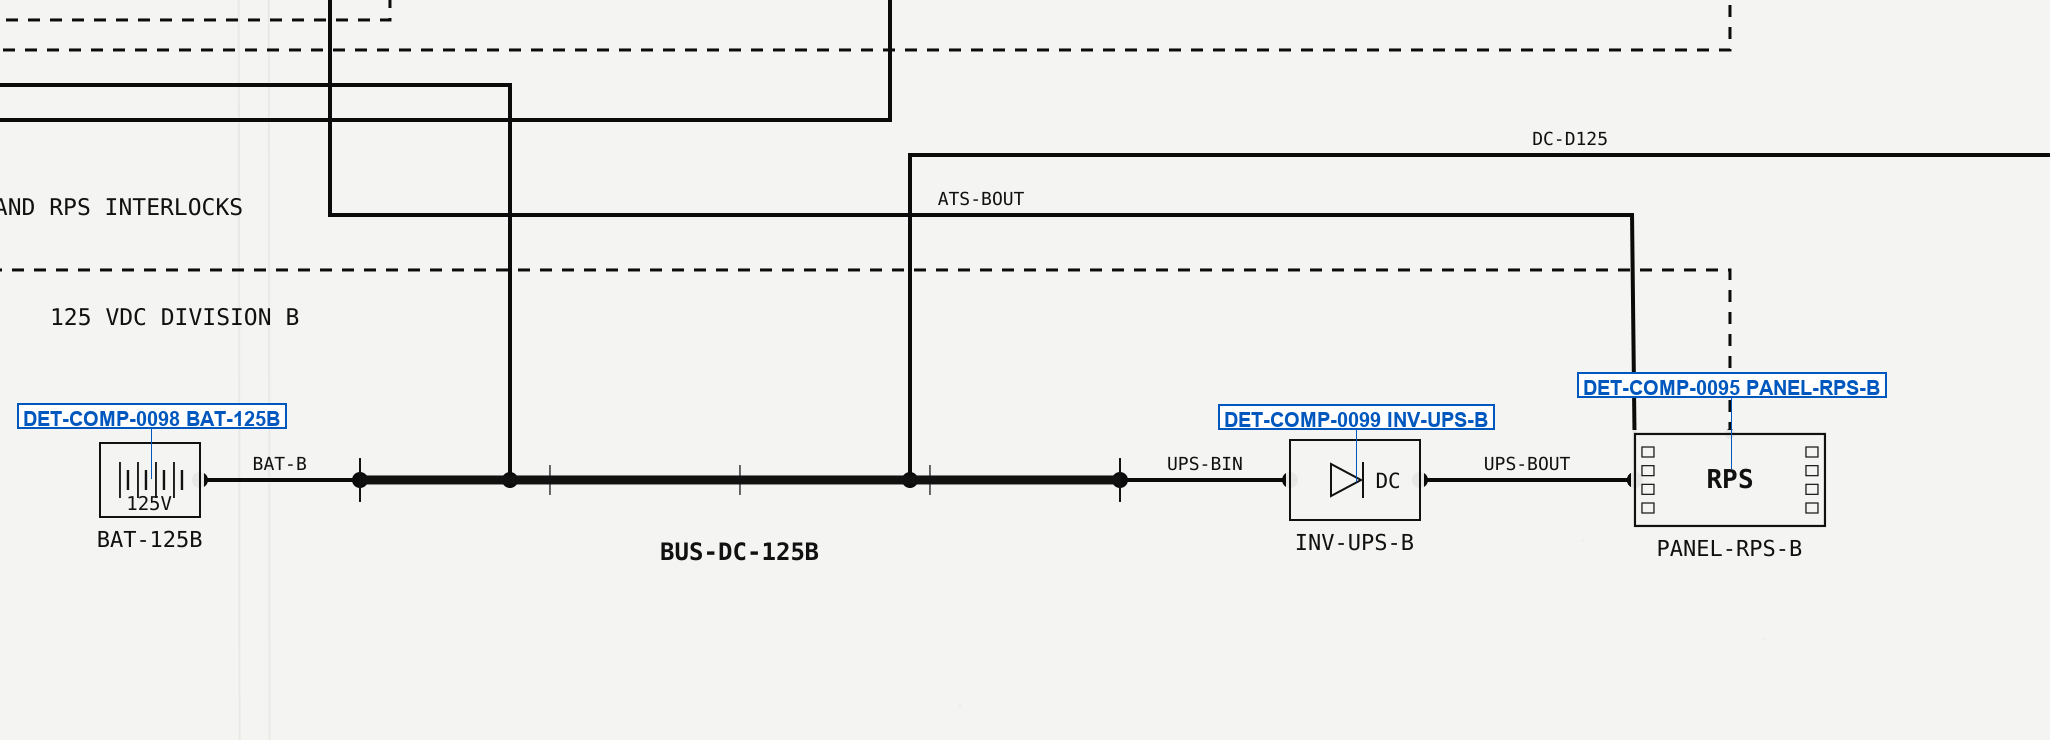 DC-D125
ATS-BOUT
AND RPS INTERLOCKS
125 VDC DIVISION B
DET-COMP-0095 PANEL-RPS-B
DET-COMP-0098 BAT-125B
DET-COMP-0099 INV-UPS-B
BAT-B
UPS-BIN
UPS-BOUT
125V
DC
RPS
BAT-125B
BUS-DC-125B
INV-UPS-B
PANEL-RPS-B